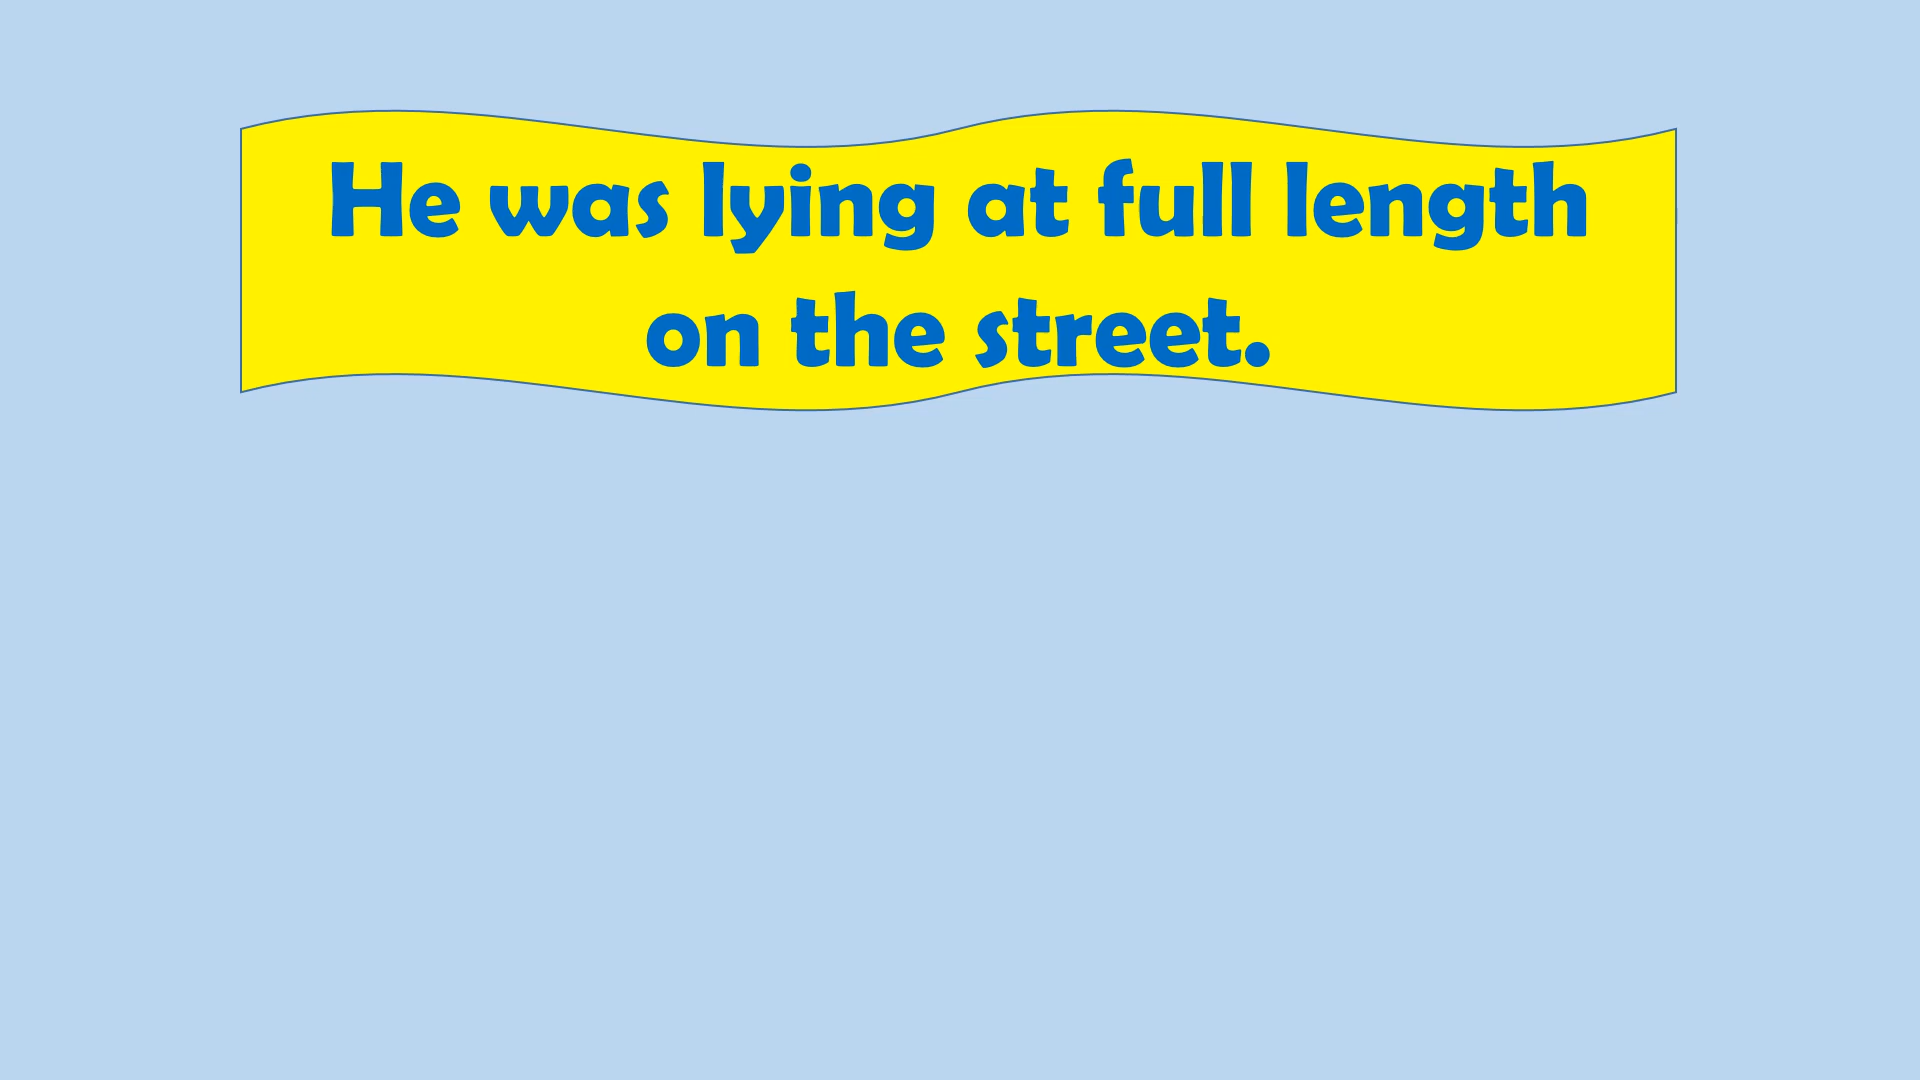 He was lying at full length
on the street.